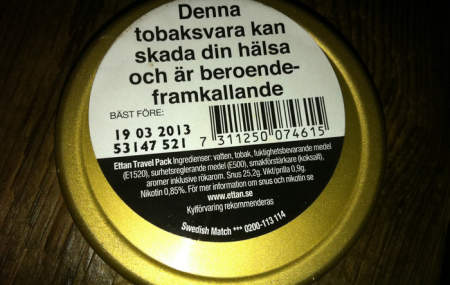 Denna
tobaksvara kan
skada din hälsa
och är beroende-
framkallande
BÄST FÖRE:
19 03 2013
53147 521
7 311250 074615
Ettan Travel Pack Ingredienser: vatten, tobak, fuktighetsbevarande medel
(E1520), surhetsreglerande medel (E500), smakförstärkare (koksalt),
aromer inklusive rökarom. Snus 25,2g. Vikt/prilla 0,9g.
Nikotin 0,85%. För mer information om snus och nikotin se
www.ettan.se
Kylförvaring rekommenderas
Swedish Match *** 0200-113 114